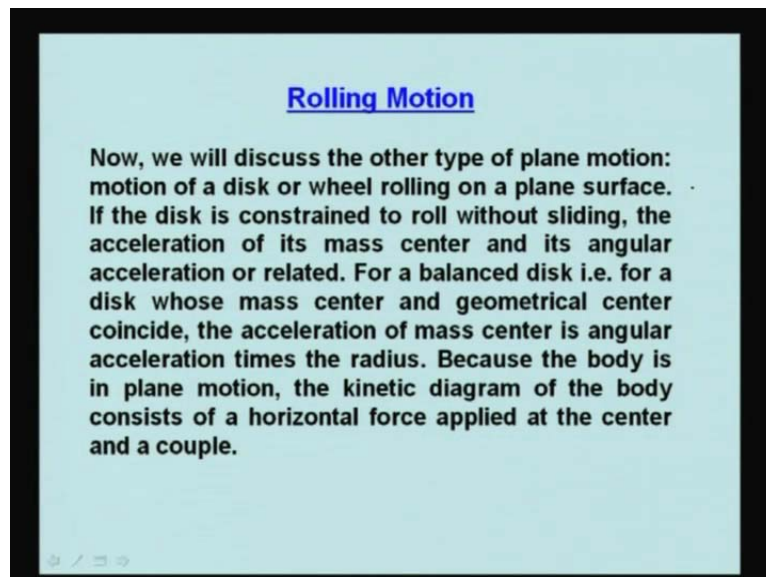 Rolling Motion
Now, we will discuss the other type of plane motion:
motion of a disk or wheel rolling on a plane surface.
If the disk is constrained to roll without sliding, the
acceleration of its mass center and its angular
acceleration or related. For a balanced disk i.e. for a
disk whose mass center and geometrical center
coincide, the acceleration of mass center is angular
acceleration times the radius. Because the body is
in plane motion, the kinetic diagram of the body
consists of a horizontal force applied at the center
and a couple.